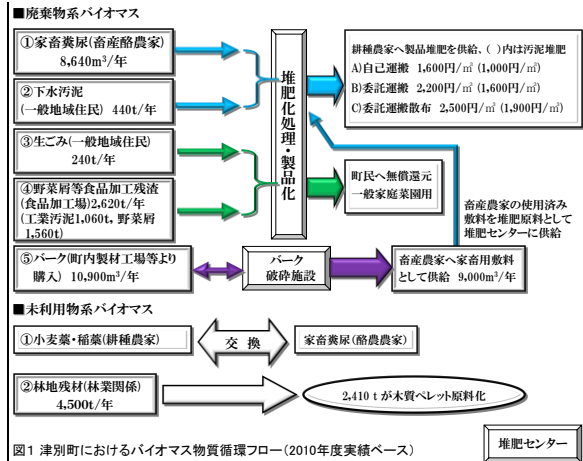 ■廃棄物系バイオマス
①家畜糞尿(畜産酪農家)
8,640m³/年
②下水汚泥
(一般地域住民) 440t/年
③生ごみ(一般地域住民)
240t/年
④野菜屑等食品加工残渣
(食品加工場)2,620t/年
(工業汚泥1,060t, 野菜屑
1,560t)
⑤バーク(町内製材工場等より
購入) 10,900m³/年
堆肥化処理・製品化
耕種農家へ製品堆肥を供給、( )内は汚泥堆肥
A)自己運搬 1,600円/㎥ (1,000円/㎥)
B)委託運搬 2,200円/㎥ (1,600円/㎥)
C)委託運搬散布 2,500円/㎥ (1,900円/㎥)
町民へ無償還元
一般家庭菜園用
畜産農家の使用済み
敷料を堆肥原料として
堆肥センターに供給
バーク
破砕施設
畜産農家へ家畜用敷料
として供給 9,000m³/年
■未利用物系バイオマス
①小麦藁・稲藁(耕種農家)
交 換
家畜糞尿(酪農農家)
②林地残材(林業関係)
4,500t/年
2,410 t が木質ペレット原料化
図1 津別町におけるバイオマス物質循環フロー(2010年度実績ベース)
堆肥センター